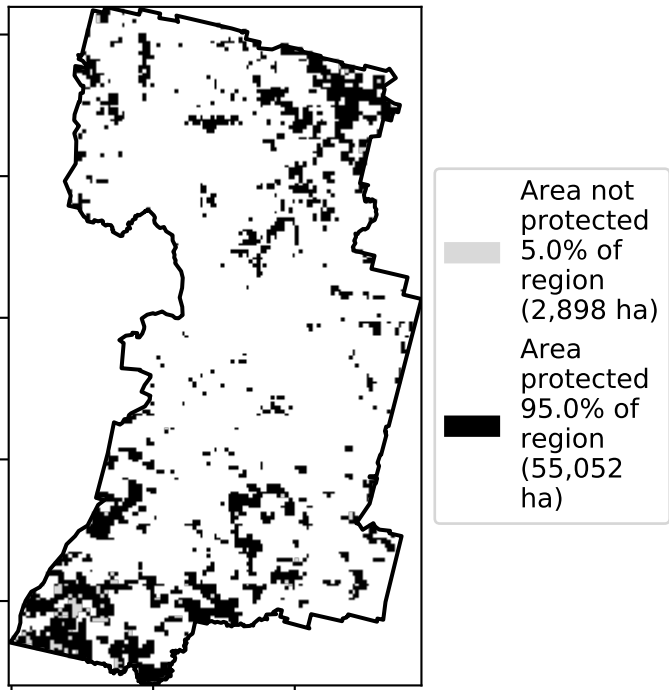 Area not
protected
5.0% of
region
(2,898 ha)
Area
protected
95.0% of
region
(55,052
ha)